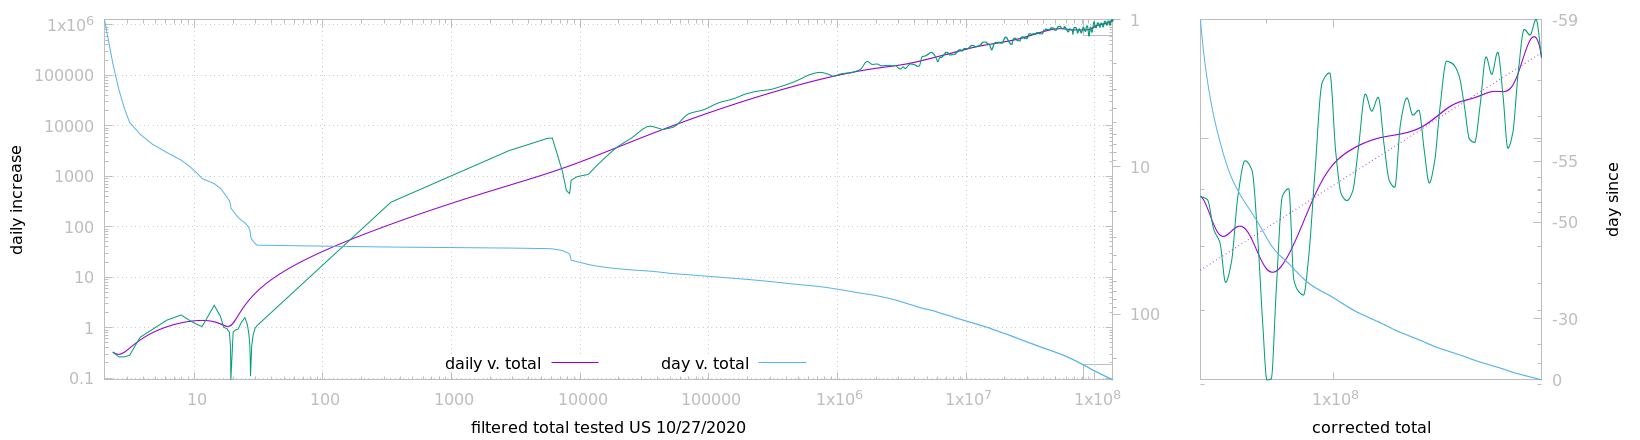 daily increase
1x10⁶
100000
10000
1000
100
10
1
0.1
10
100
1000
10000
100000
1x10⁶
1x10⁷
1x10⁸
1
10
100
daily v. total
day v. total
filtered total tested US 10/27/2020
-59
-55
-50
-30
0
day since
1x10⁸
corrected total